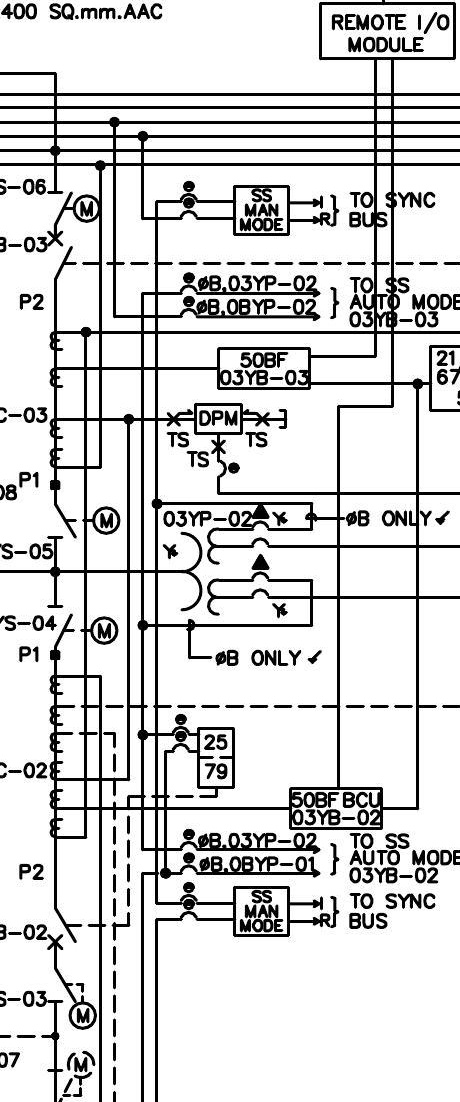 400 SQ.mm.AAC
REMOTE I/O
MODULE
S-06
M
SS
MAN
MODE
I
R
TO SYNC
BUS
B-03
P2
ØB,03YP-02
ØB,0BYP-02
TO SS
AUTO MODE
03YB-03
50BF
03YB-03
21
67
C-03
DPM
TS
TS
TS
P1
08
M
03YP-02
Y
ØB ONLY
Y
YS-05
YS-04
M
Y
P1
ØB ONLY
25
79
C-02
50BF BCU
03YB-02
ØB,03YP-02
ØB,0BYP-01
TO SS
AUTO MODE
03YB-02
P2
SS
MAN
MODE
I
R
TO SYNC
BUS
B-02
S-03
M
07
M